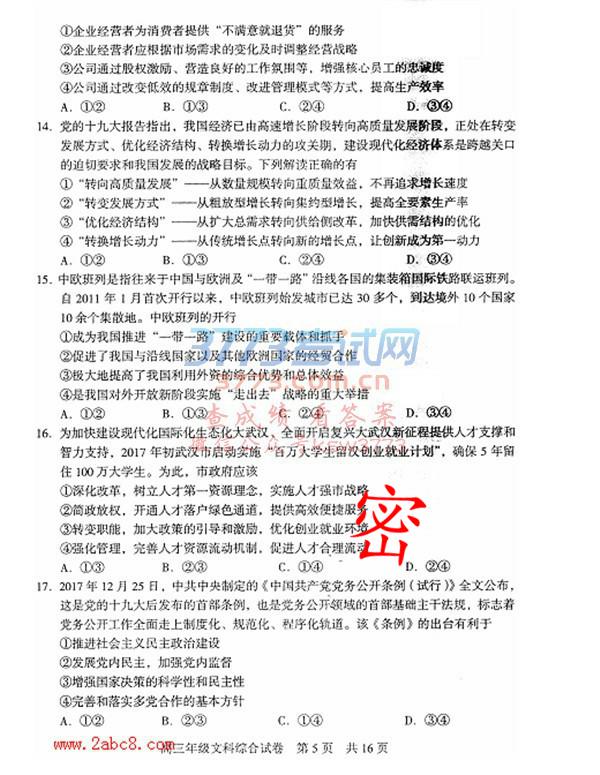 ①企业经营者为消费者提供“不满意就退货”的服务
②企业经营者应根据市场需求的变化及时调整经营战略
③公司通过股权激励、营造良好的工作氛围等，增强核心员工的忠诚度
④公司通过改变低效的规章制度、改进管理模式等方式，提高生产效率
A．①② B．①③ C．②④ D．③④
14．党的十九大报告指出，我国经济已由高速增长阶段转向高质量发展阶段，正处在转变
发展方式、优化经济结构、转换增长动力的攻关期，建设现代化经济体系是跨越关口
的迫切要求和我国发展的战略目标。下列解读正确的有
①“转向高质量发展”——从数量规模转向重质量效益，不再追求增长速度
②“转变发展方式”——从粗放型增长转向集约型增长，提高全要素生产率
③“优化经济结构”——从扩大总需求转向供给侧改革，加快供需结构的优化
④“转换增长动力”——从传统增长点转向新的增长点，让创新成为第一动力
A．①② B．①③ C．②④ D．③④
15．中欧班列是指往来于中国与欧洲及“一带一路”沿线各国的集装箱国际铁路联运班列。
自 2011 年 1 月首次开行以来，中欧班列始发城市已达 30 多个，到达境外 10 个国家
10 余个集散地。中欧班列的开行
①成为我国推进“一带一路”建设的重要载体和抓手
②促进了我国与沿线国家以及其他欧洲国家的经贸合作
③极大地提高了我国利用外资的综合优势和总体效益
④是我国对外开放新阶段实施“走出去”战略的重大举措
A．①② B．①③ C．②④ D．③④
3773考试网
3773.com.cn
查成绩 看答案
微信公众号ksw3773
16．为加快建设现代化国际化生态化大武汉，全面开启复兴大武汉新征程提供人才支撑和
智力支持，2017 年初武汉市启动实施“百万大学生留汉创业就业计划”，确保 5 年留
住 100 万大学生。为此，市政府应该
①深化改革，树立人才第一资源理念，实施人才强市战略
②简政放权，开通人才落户绿色通道，提供高效便捷服务
③转变职能，加大政策的引导和激励，优化创业就业环境
④强化管理，完善人才资源流动机制，促进人才合理流动
A．①③ B．②③ C．①④ D．②④
密
17．2017 年 12 月 25 日，中共中央制定的《中国共产党党务公开条例（试行）》全文公布，
这是党的十九大后发布的首部条例，也是党务公开领域的首部基础主干法规，标志着
党务公开工作全面走上制度化、规范化、程序化轨道。该《条例》的出台有利于
①推进社会主义民主政治建设
②发展党内民主，加强党内监督
③增强国家决策的科学性和民主性
④完善和落实多党合作的基本方针
A．①② B．②③ C．①④ D．③④
高三年级文科综合试卷 第 5 页 共 16 页
www.2abc8.com